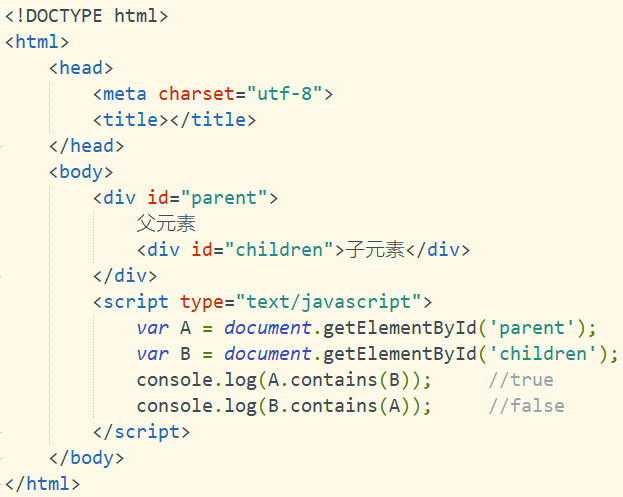 <!DOCTYPE html>
<html>
<head>
<meta charset="utf-8">
<title></title>
</head>
<body>
<div id="parent">
父元素
<div id="children">子元素</div>
</div>
<script type="text/javascript">
var A = document.getElementById('parent');
var B = document.getElementById('children');
console.log(A.contains(B)); //true
console.log(B.contains(A)); //false
</script>
</body>
</html>